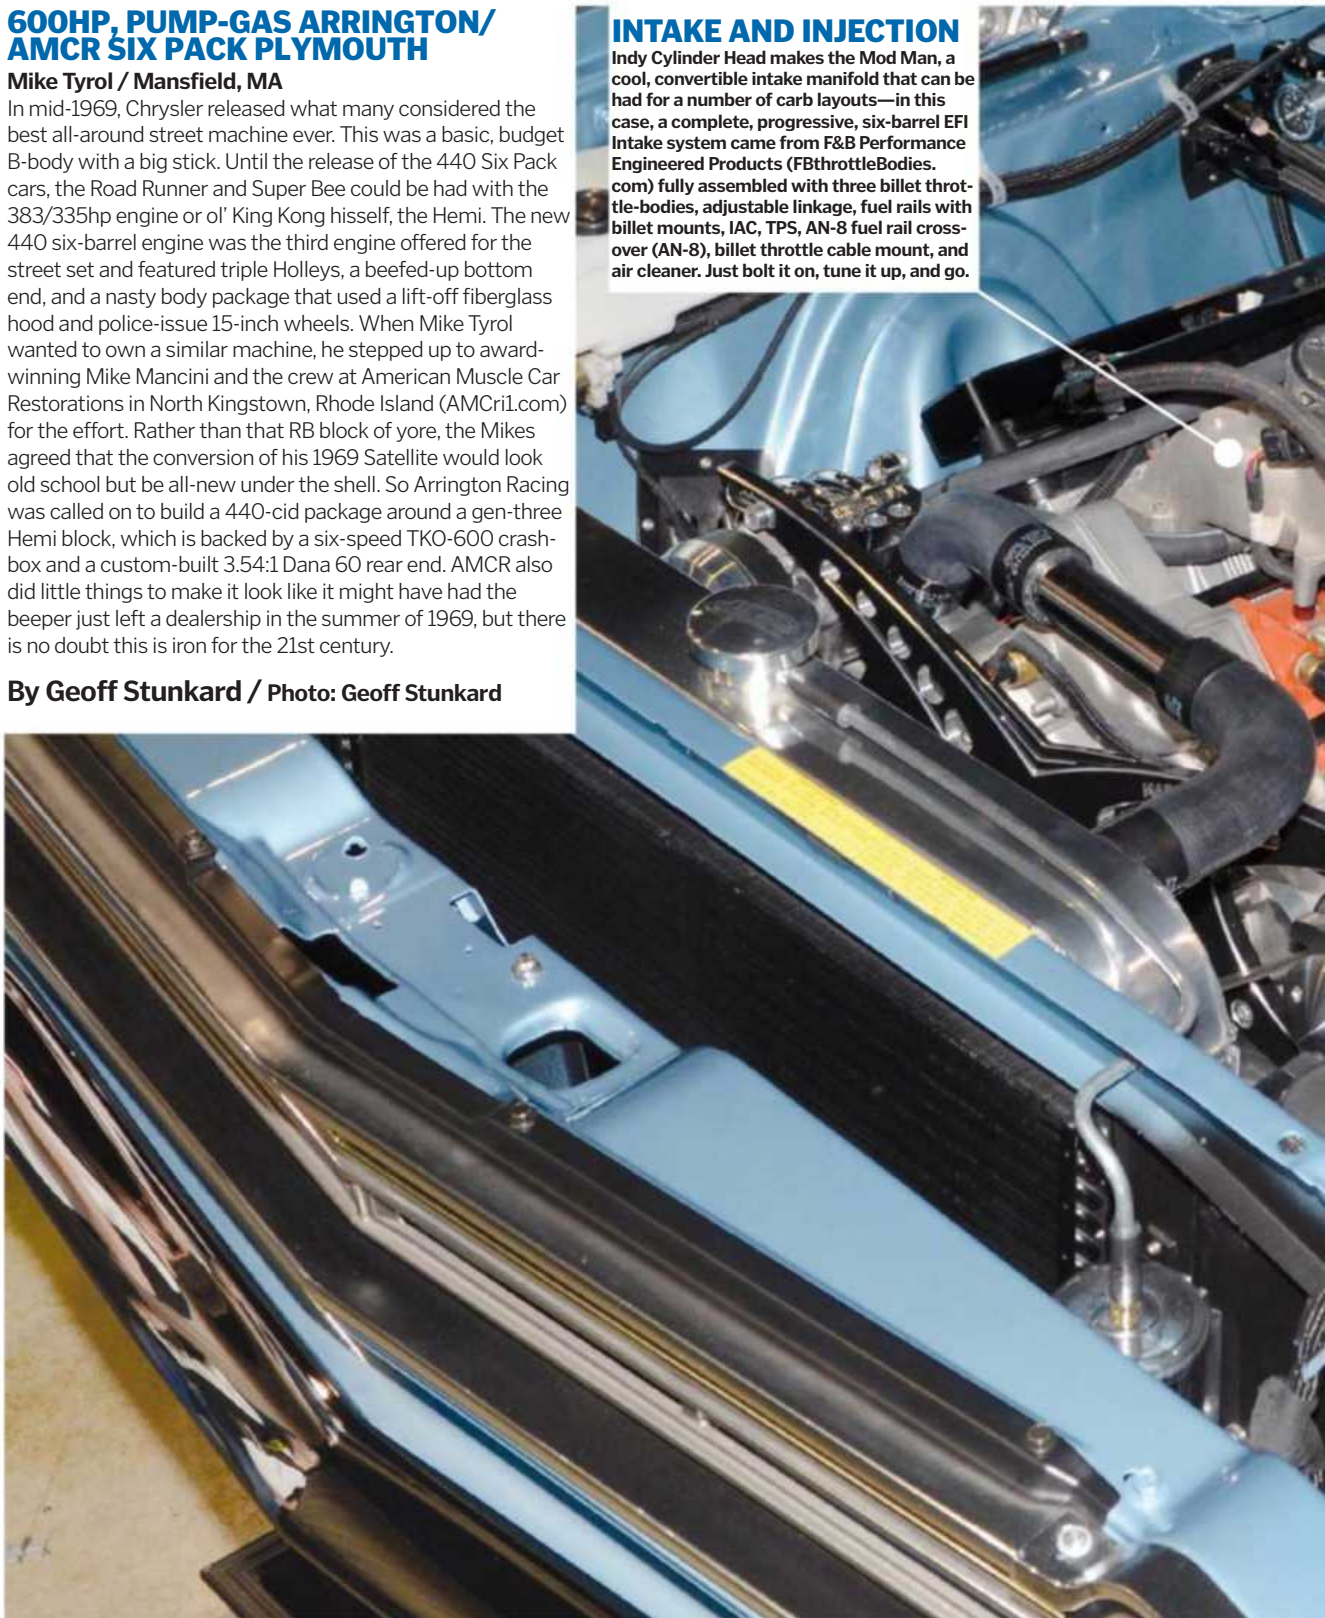 600HP, PUMP-GAS ARRINGTON/
AMCR SIX PACK PLYMOUTH
Mike Tyrol / Mansfield, MA
In mid-1969, Chrysler released what many considered the
best all-around street machine ever. This was a basic, budget
B-body with a big stick. Until the release of the 440 Six Pack
cars, the Road Runner and Super Bee could be had with the
383/335hp engine or ol' King Kong hisself, the Hemi. The new
440 six-barrel engine was the third engine offered for the
street set and featured triple Holleys, a beefed-up bottom
end, and a nasty body package that used a lift-off fiberglass
hood and police-issue 15-inch wheels. When Mike Tyrol
wanted to own a similar machine, he stepped up to award-
winning Mike Mancini and the crew at American Muscle Car
Restorations in North Kingstown, Rhode Island (AMCri1.com)
for the effort. Rather than that RB block of yore, the Mikes
agreed that the conversion of his 1969 Satellite would look
old school but be all-new under the shell. So Arrington Racing
was called on to build a 440-cid package around a gen-three
Hemi block, which is backed by a six-speed TKO-600 crash-
box and a custom-built 3.54:1 Dana 60 rear end. AMCR also
did little things to make it look like it might have had the
beeper just left a dealership in the summer of 1969, but there
is no doubt this is iron for the 21st century.
By Geoff Stunkard / Photo: Geoff Stunkard
INTAKE AND INJECTION
Indy Cylinder Head makes the Mod Man, a
cool, convertible intake manifold that can be
had for a number of carb layouts—in this
case, a complete, progressive, six-barrel EFI
Intake system came from F&B Performance
Engineered Products (FBthrottleBodies.
com) fully assembled with three billet throt-
tle-bodies, adjustable linkage, fuel rails with
billet mounts, IAC, TPS, AN-8 fuel rail cross-
over (AN-8), billet throttle cable mount, and
air cleaner. Just bolt it on, tune it up, and go.